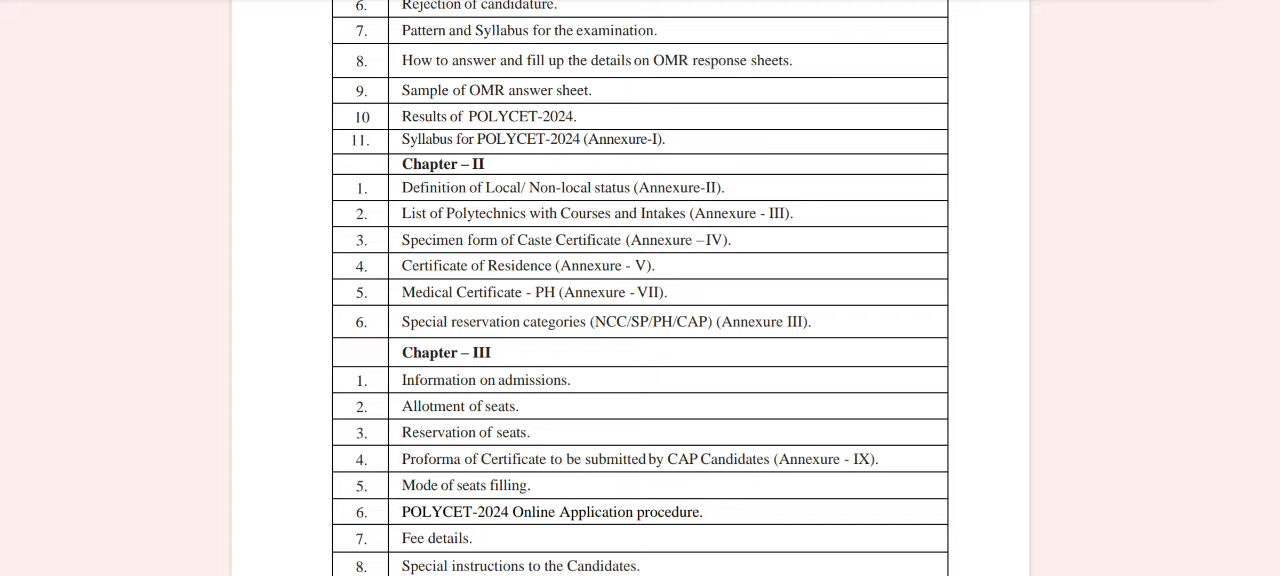 6. Rejection of candidature.
7. Pattern and Syllabus for the examination.
8. How to answer and fill up the details on OMR response sheets.
9. Sample of OMR answer sheet.
10 Results of POLYCET-2024.
11. Syllabus for POLYCET-2024 (Annexure-I).
Chapter – II
1. Definition of Local/ Non-local status (Annexure-II).
2. List of Polytechnics with Courses and Intakes (Annexure - III).
3. Specimen form of Caste Certificate (Annexure –IV).
4. Certificate of Residence (Annexure - V).
5. Medical Certificate - PH (Annexure - VII).
6. Special reservation categories (NCC/SP/PH/CAP) (Annexure III).
Chapter – III
1. Information on admissions.
2. Allotment of seats.
3. Reservation of seats.
4. Proforma of Certificate to be submitted by CAP Candidates (Annexure - IX).
5. Mode of seats filling.
6. POLYCET-2024 Online Application procedure.
7. Fee details.
8. Special instructions to the Candidates.